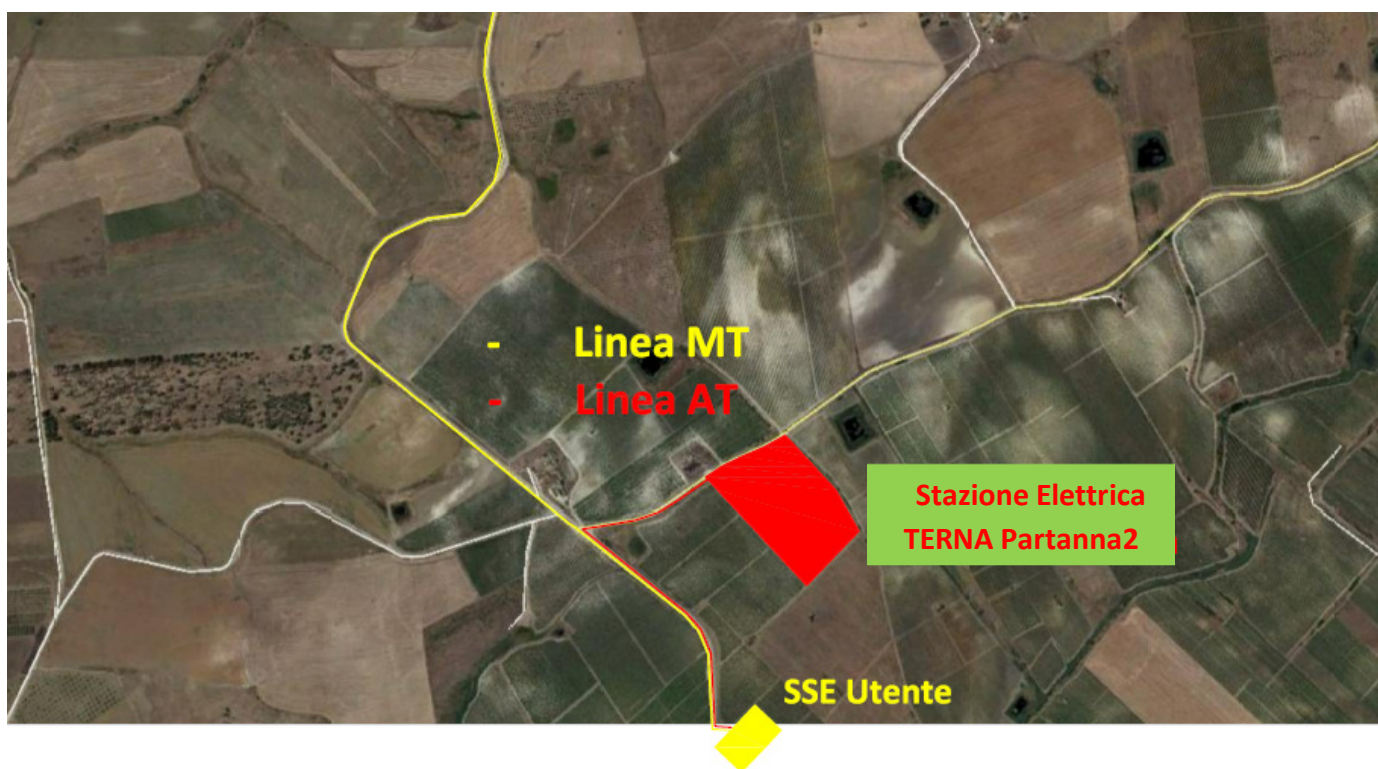 - Linea MT
- Linea AT
Stazione Elettrica
TERNA Partanna2
SSE Utente